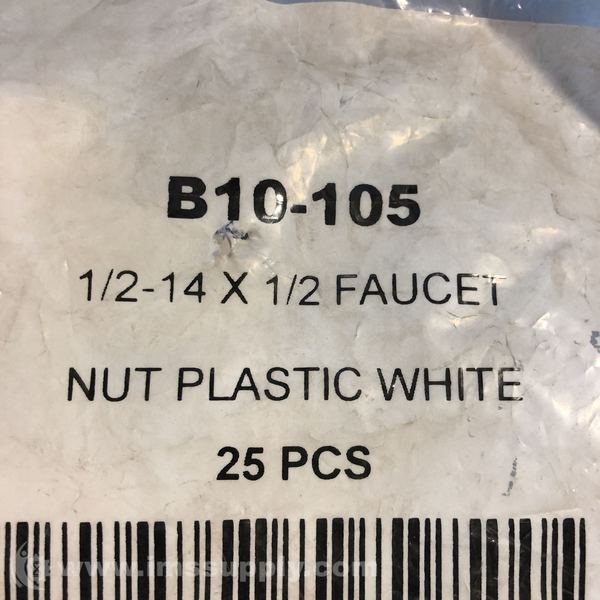 B10-105
1/2-14 X 1/2 FAUCET
NUT PLASTIC WHITE
25 PCS
www.imssupply.com